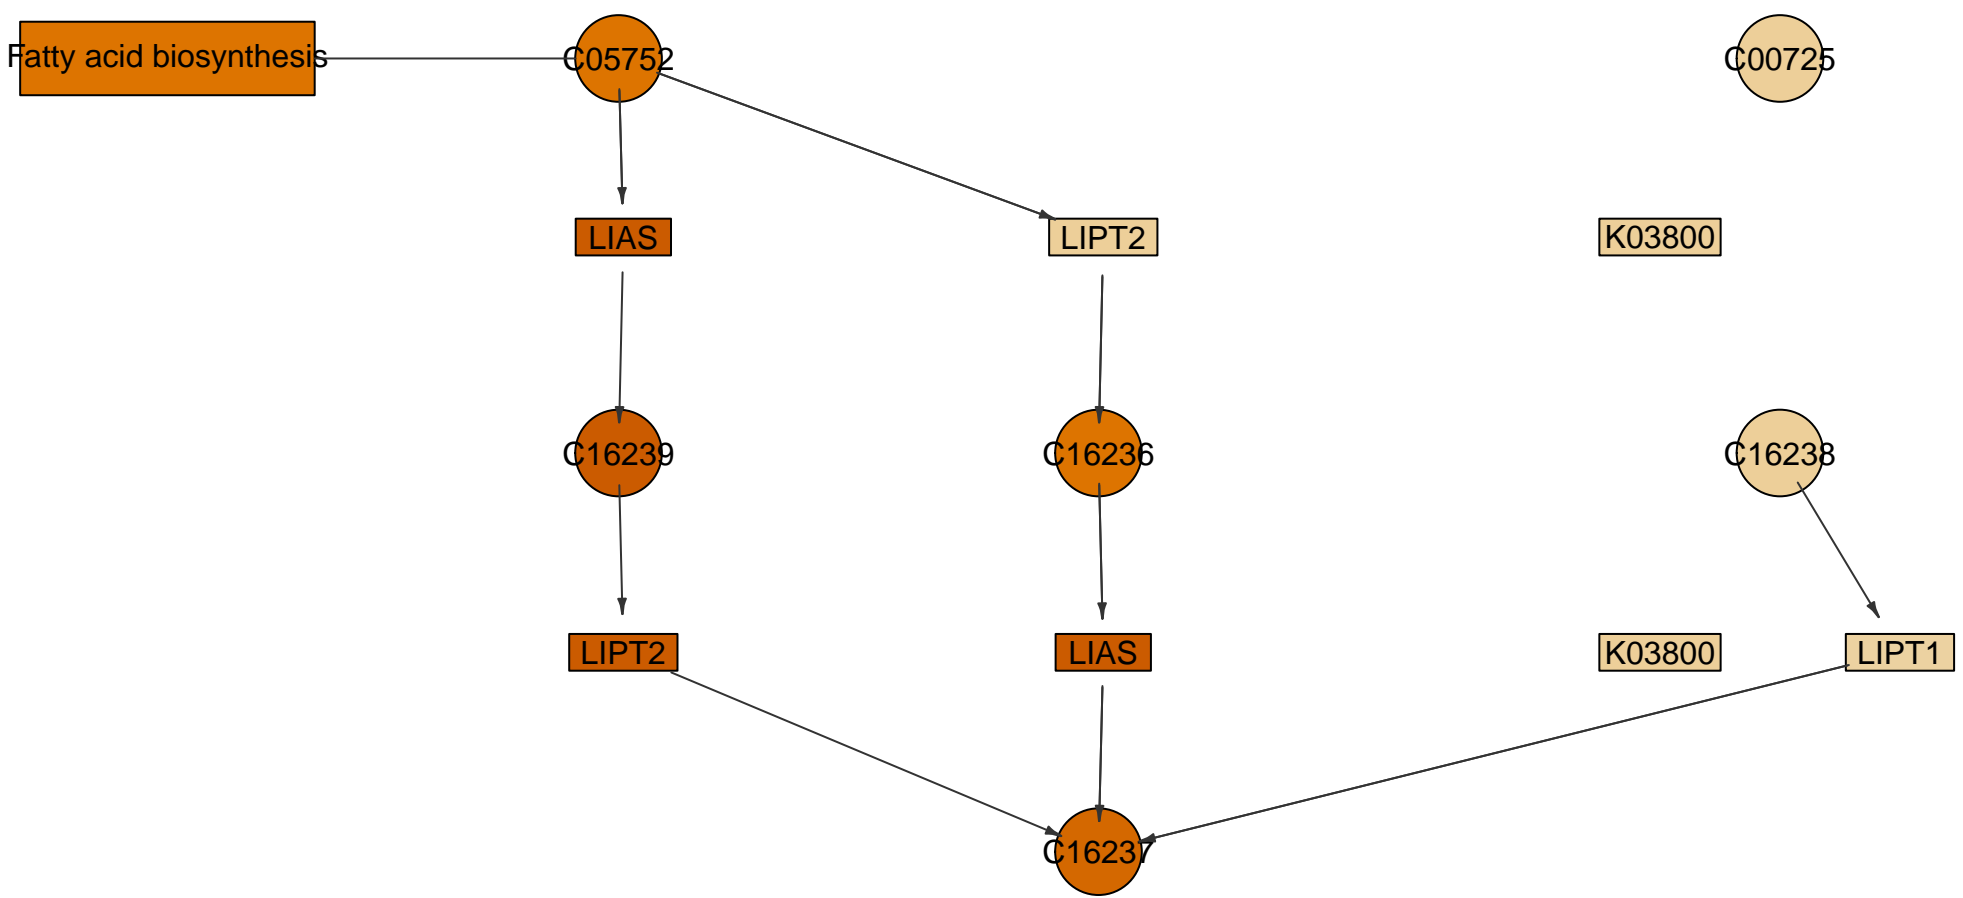 Fatty acid biosynthesis
C05752
C00725
LIAS
LIPT2
K03800
C16239
C16236
C16238
LIPT2
LIAS
K03800
LIPT1
C16237